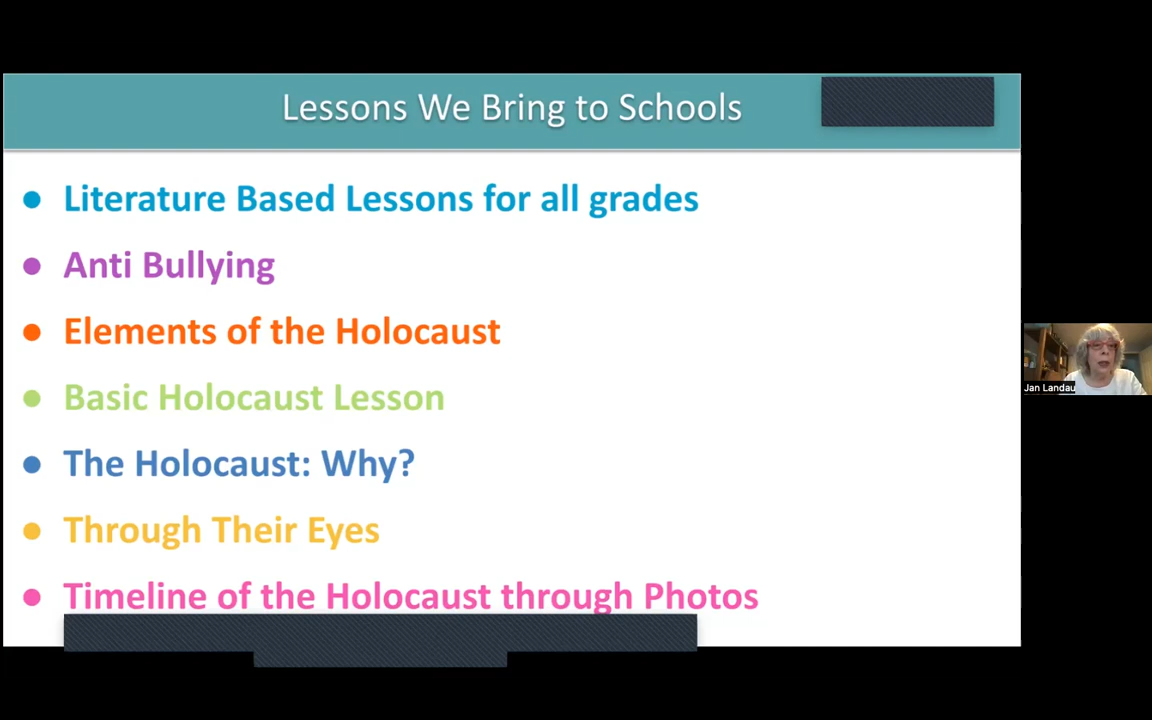 Lessons We Bring to Schools
● Literature Based Lessons for all grades
● Anti Bullying
● Elements of the Holocaust
● Basic Holocaust Lesson
● The Holocaust: Why?
● Through Their Eyes
● Timeline of the Holocaust through Photos
Jan Landau